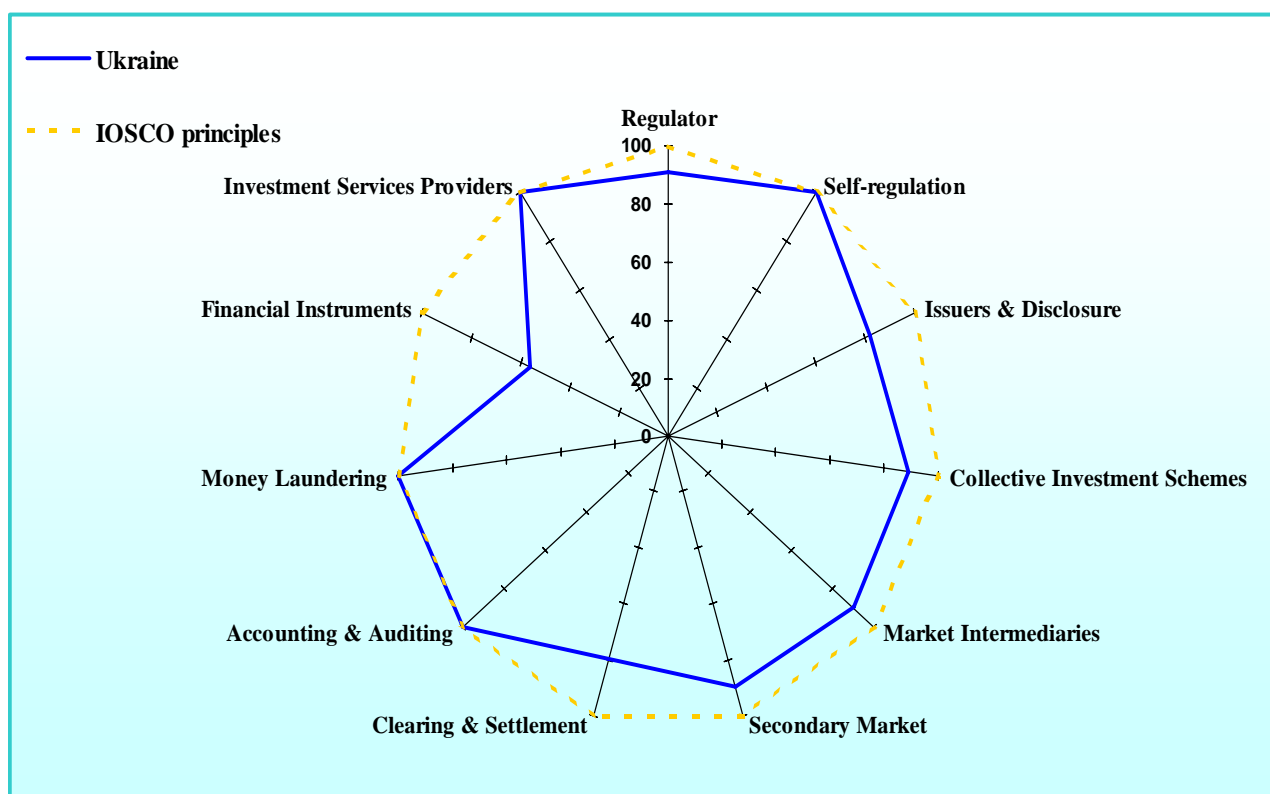 Ukraine
IOSCO principles
Regulator
100
Investment Services Providers
Self-regulation
80
60
Financial Instruments
Issuers & Disclosure
40
20
0
Money Laundering
Collective Investment Schemes
Accounting & Auditing
Market Intermediaries
Clearing & Settlement
Secondary Market